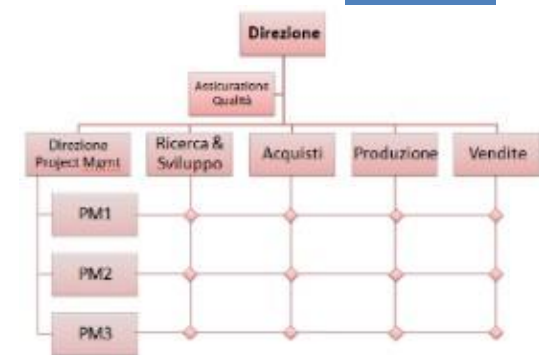 Direzione
Assicurazione
Qualità
Direzione
Project Mgmt
Ricerca &
Sviluppo
Acquisti
Produzione
Vendite
PM1
PM2
PM3